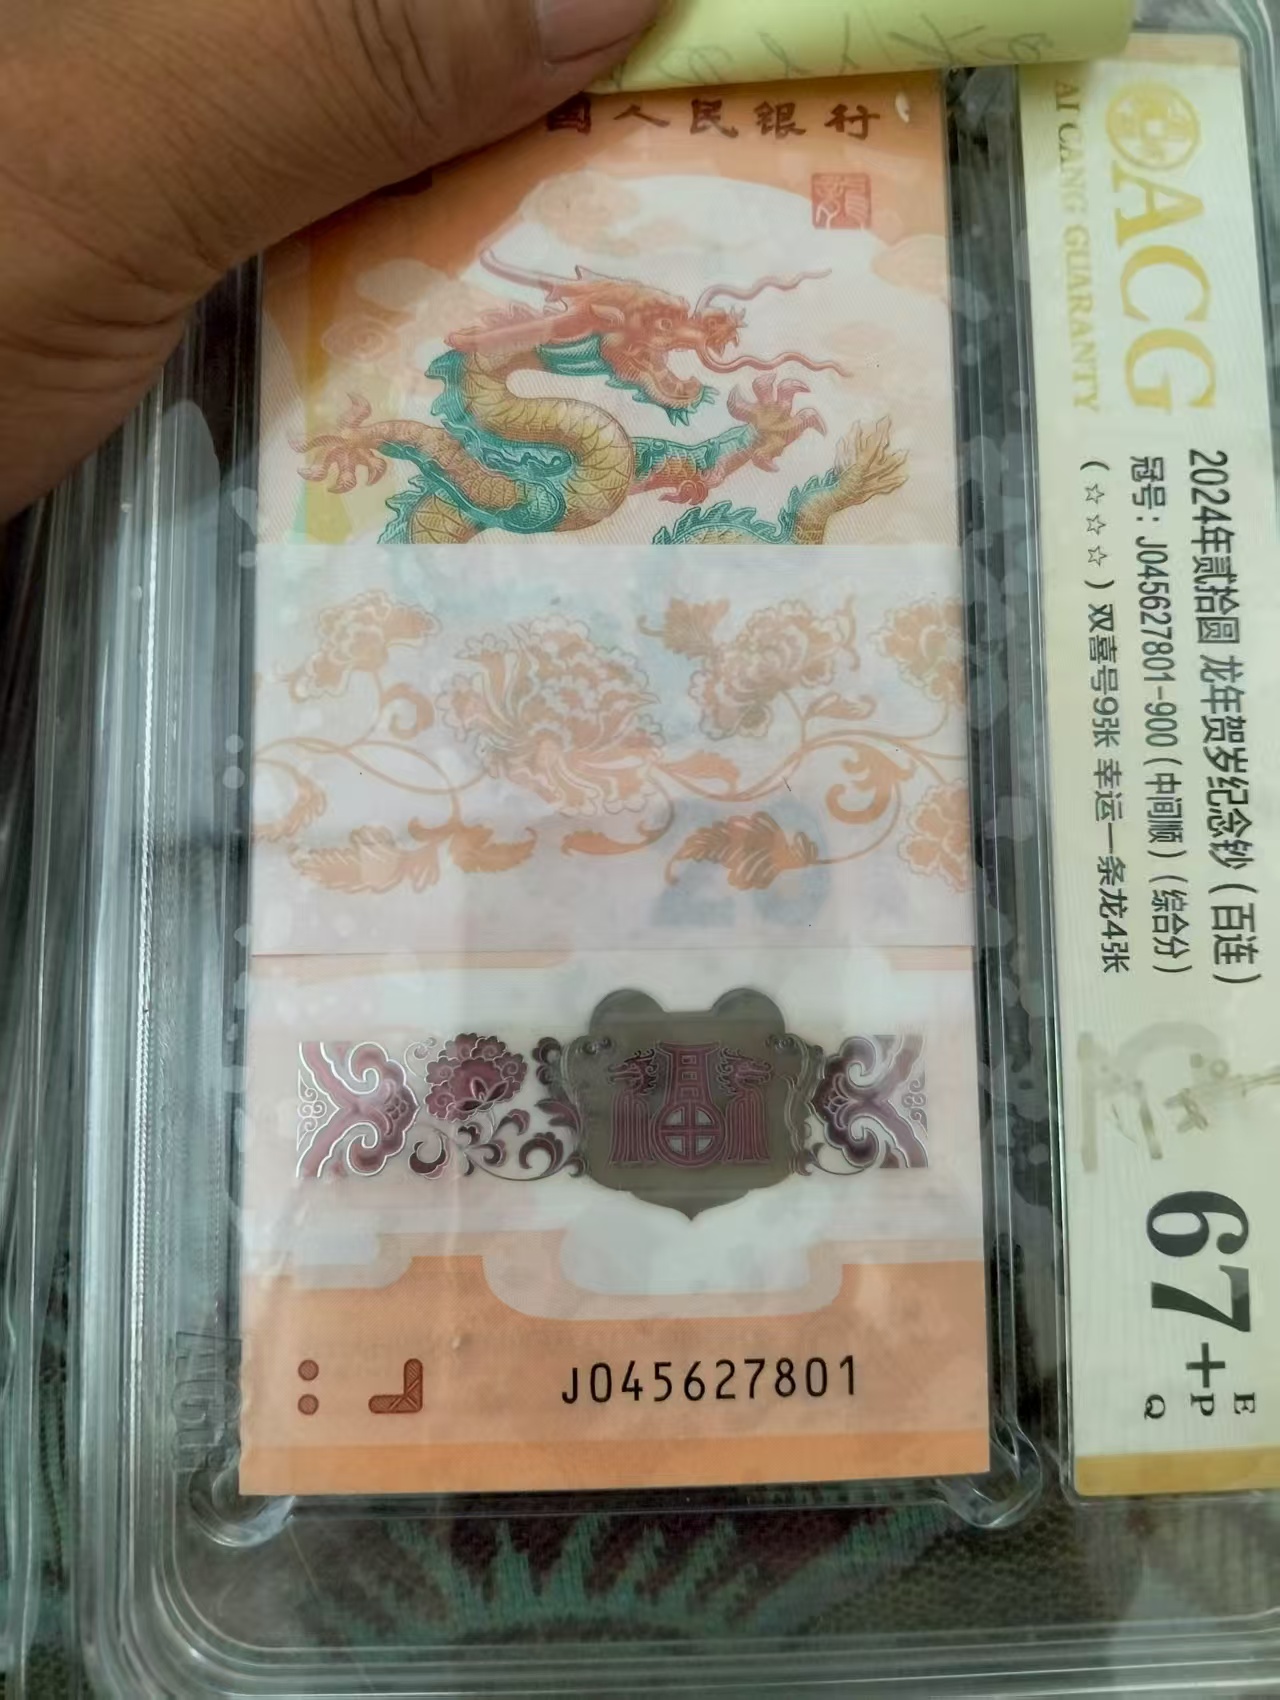 国人民银行
J045627801
ACG
AI CANG GUARANTY
2024年贰拾圆 龙年贺岁纪念钞（百连）
冠号：J045627801-900（中间顺）（综合分）
（☆☆☆）双喜号9张 幸运一条龙4张
67+
E
P
Q